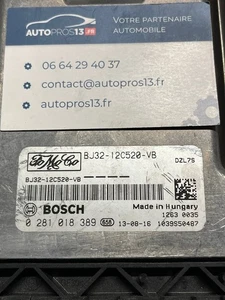 AUTOPROS13.FR
VOTRE PARTENAIRE
AUTOMOBILE
06 64 29 40 37
contact@autopros13.fr
autopros13.fr
FoMoCo
BJ32-12C520-VB
DZL7S
BJ32-12C520-VB
BOSCH
Made in Hungary
1263 0035
0 281 018 389 656 13-08-16 1039S50487